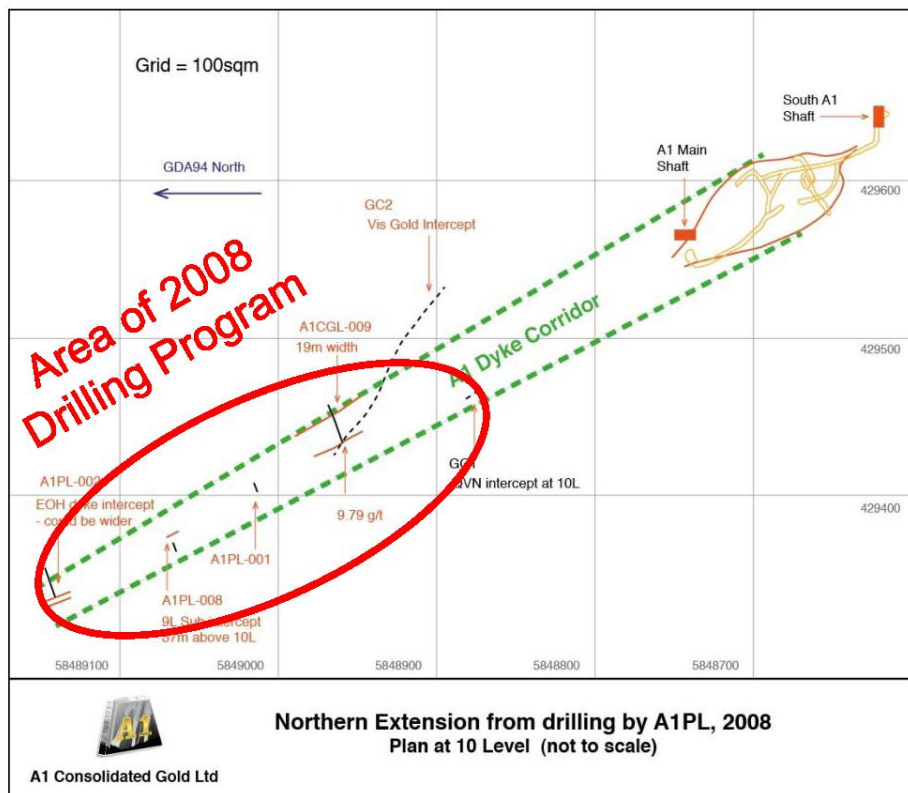 Grid = 100sqm
South A1
Shaft
A1 Main
Shaft
GDA94 North
429600
GC2
Vis Gold Intercept
Area of 2008
Drilling Program
A1CGL-009
19m width
A1 Dyke Corridor
429500
A1PL-002
EOH dyke intercept
- could be wider
GC1
QVN intercept at 10L
9.79 g/t
429400
A1PL-001
A1PL-008
9L Sub intercept
37m above 10L
58489100
5849000
5848900
5848800
5848700
A1
A1 Consolidated Gold Ltd
Northern Extension from drilling by A1PL, 2008
Plan at 10 Level (not to scale)